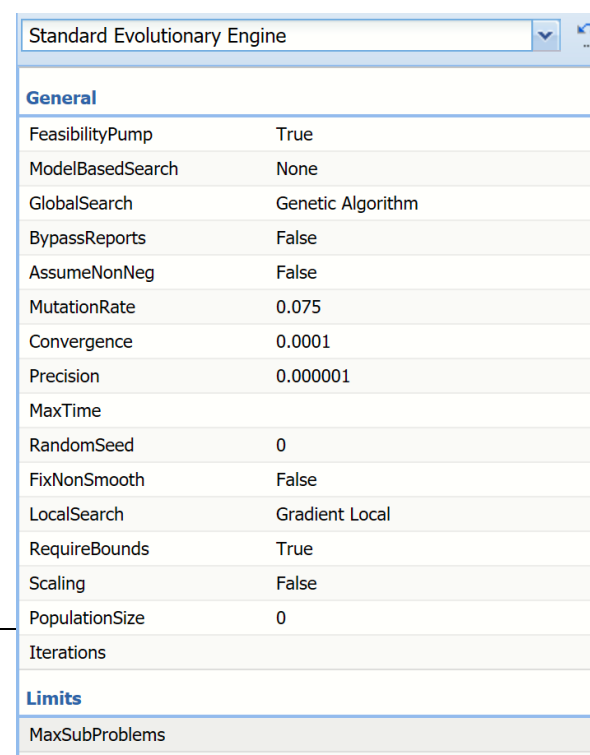 Standard Evolutionary Engine
General
FeasibilityPump True
ModelBasedSearch None
GlobalSearch Genetic Algorithm
BypassReports False
AssumeNonNeg False
MutationRate 0.075
Convergence 0.0001
Precision 0.000001
MaxTime
RandomSeed 0
FixNonSmooth False
LocalSearch Gradient Local
RequireBounds True
Scaling False
PopulationSize 0
Iterations
Limits
MaxSubProblems